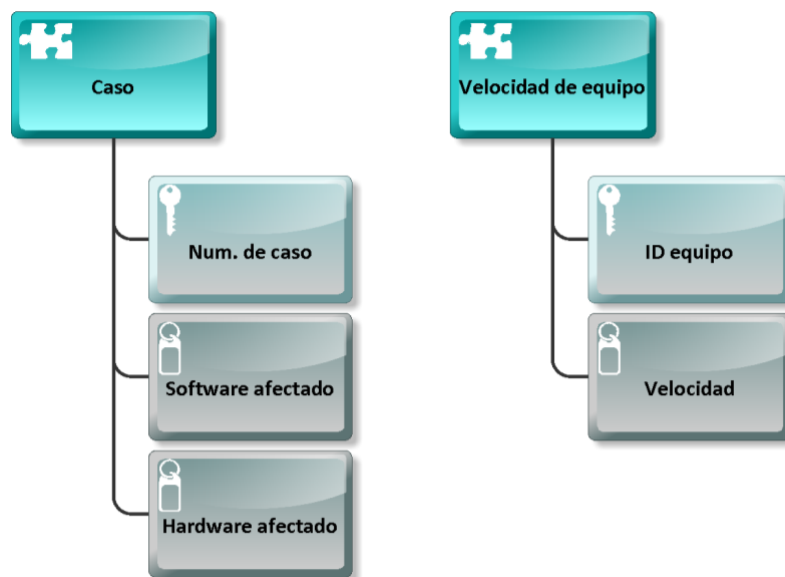 Caso
Num. de caso
Software afectado
Hardware afectado
Velocidad de equipo
ID equipo
Velocidad